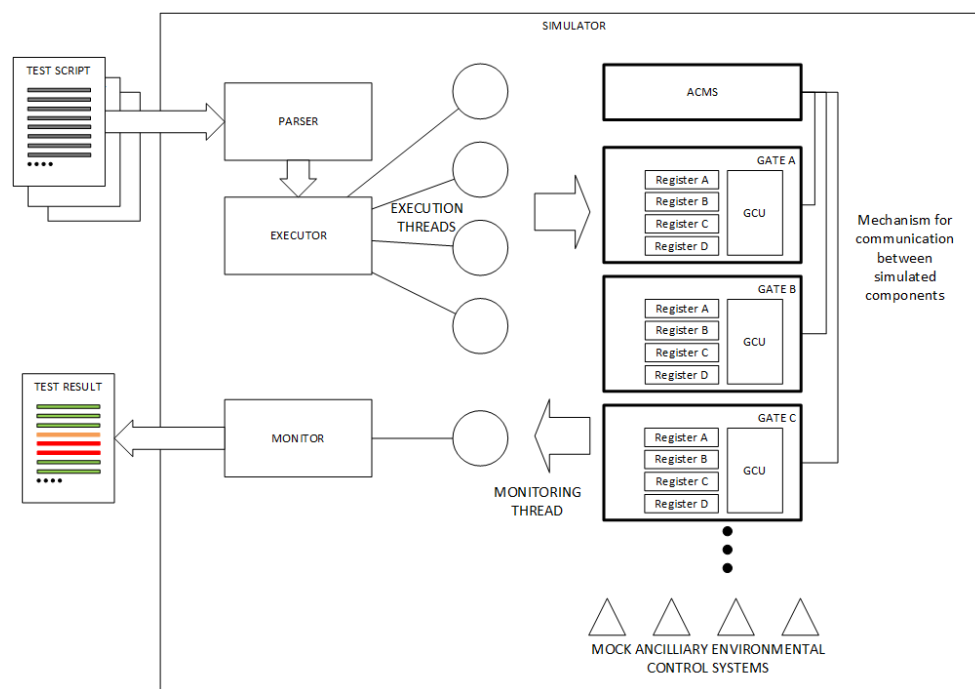 SIMULATOR
TEST SCRIPT
PARSER
EXECUTOR
EXECUTION
THREADS
ACMS
GATE A
Register A
Register B
Register C
Register D
GCU
GATE B
Register A
Register B
Register C
Register D
GCU
GATE C
Register A
Register B
Register C
Register D
GCU
Mechanism for
communication
between
simulated
components
TEST RESULT
MONITOR
MONITORING
THREAD
MOCK ANCILLIARY ENVIRONMENTAL
CONTROL SYSTEMS